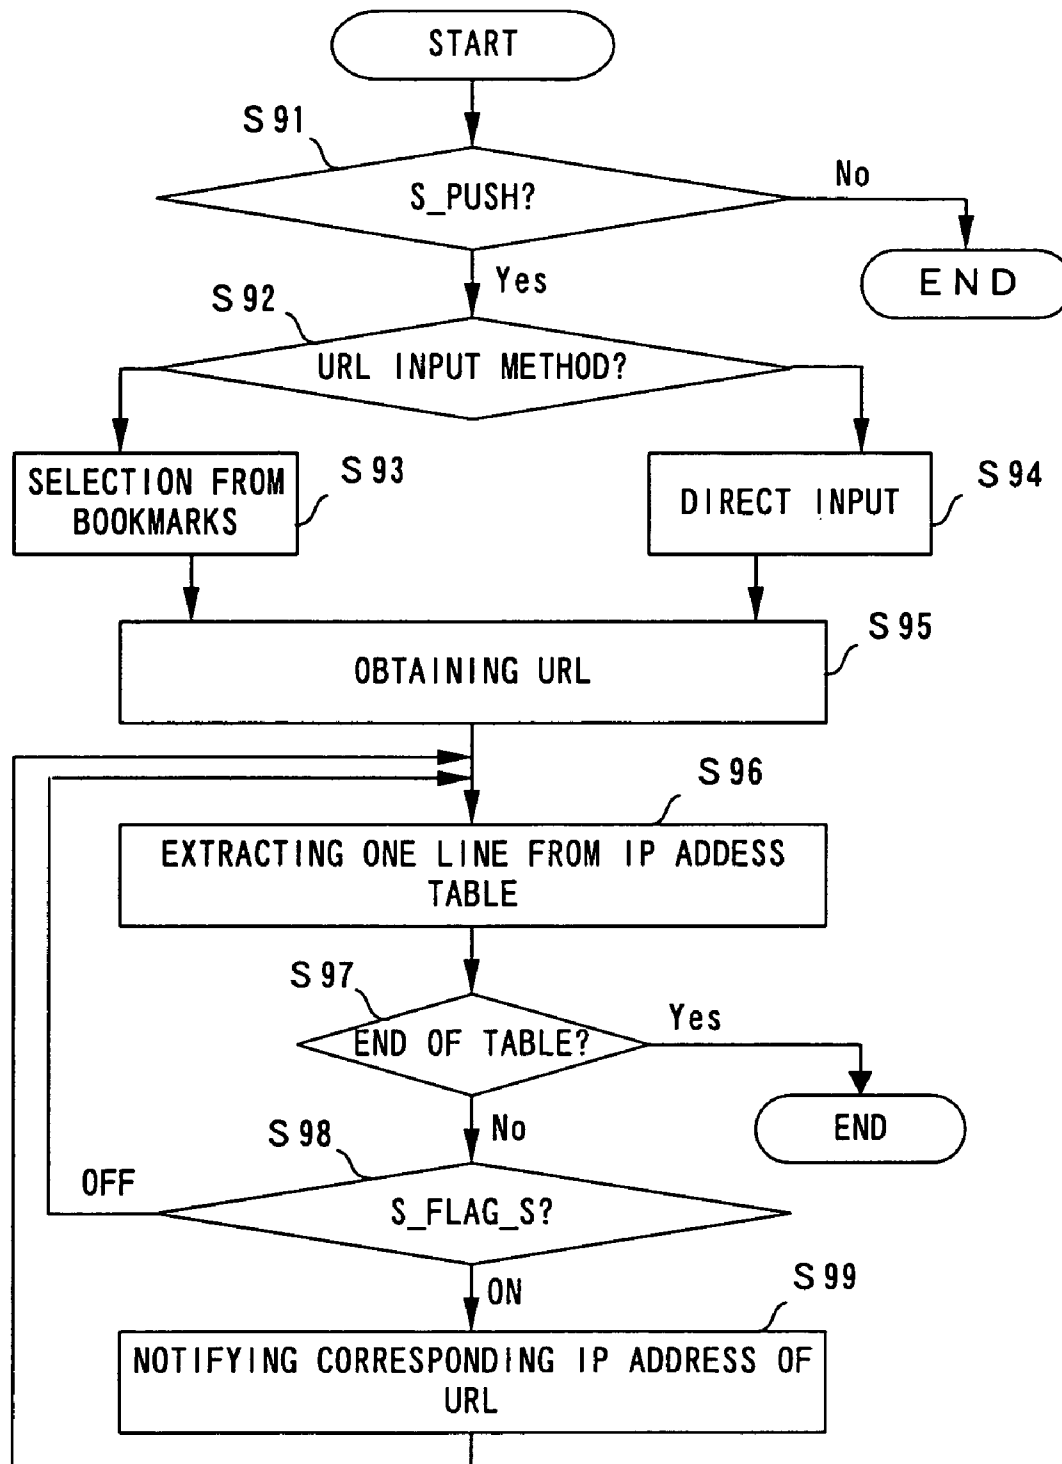 START
S91
S_PUSH?
No
END
Yes
S92
URL INPUT METHOD?
SELECTION FROM
BOOKMARKS
S93
DIRECT INPUT
S94
OBTAINING URL
S95
S96
EXTRACTING ONE LINE FROM IP ADDESS
TABLE
S97
END OF TABLE?
Yes
END
No
S98
OFF
S_FLAG_S?
ON
S99
NOTIFYING CORRESPONDING IP ADDRESS OF
URL